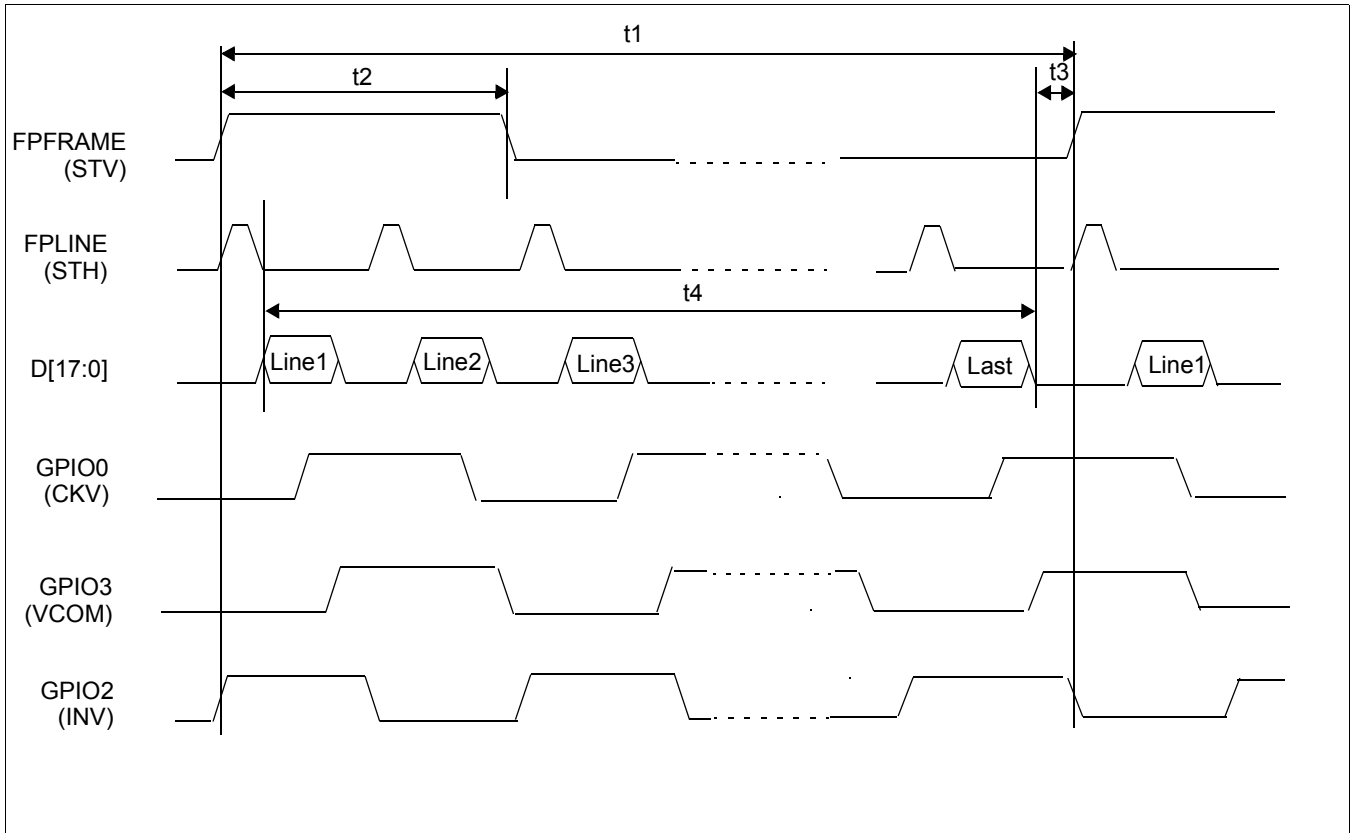 t1
t2
t3
FPFRAME
(STV)
FPLINE
(STH)
t4
D[17:0]
Line1
Line2
Line3
Last
Line1
GPIO0
(CKV)
GPIO3
(VCOM)
GPIO2
(INV)